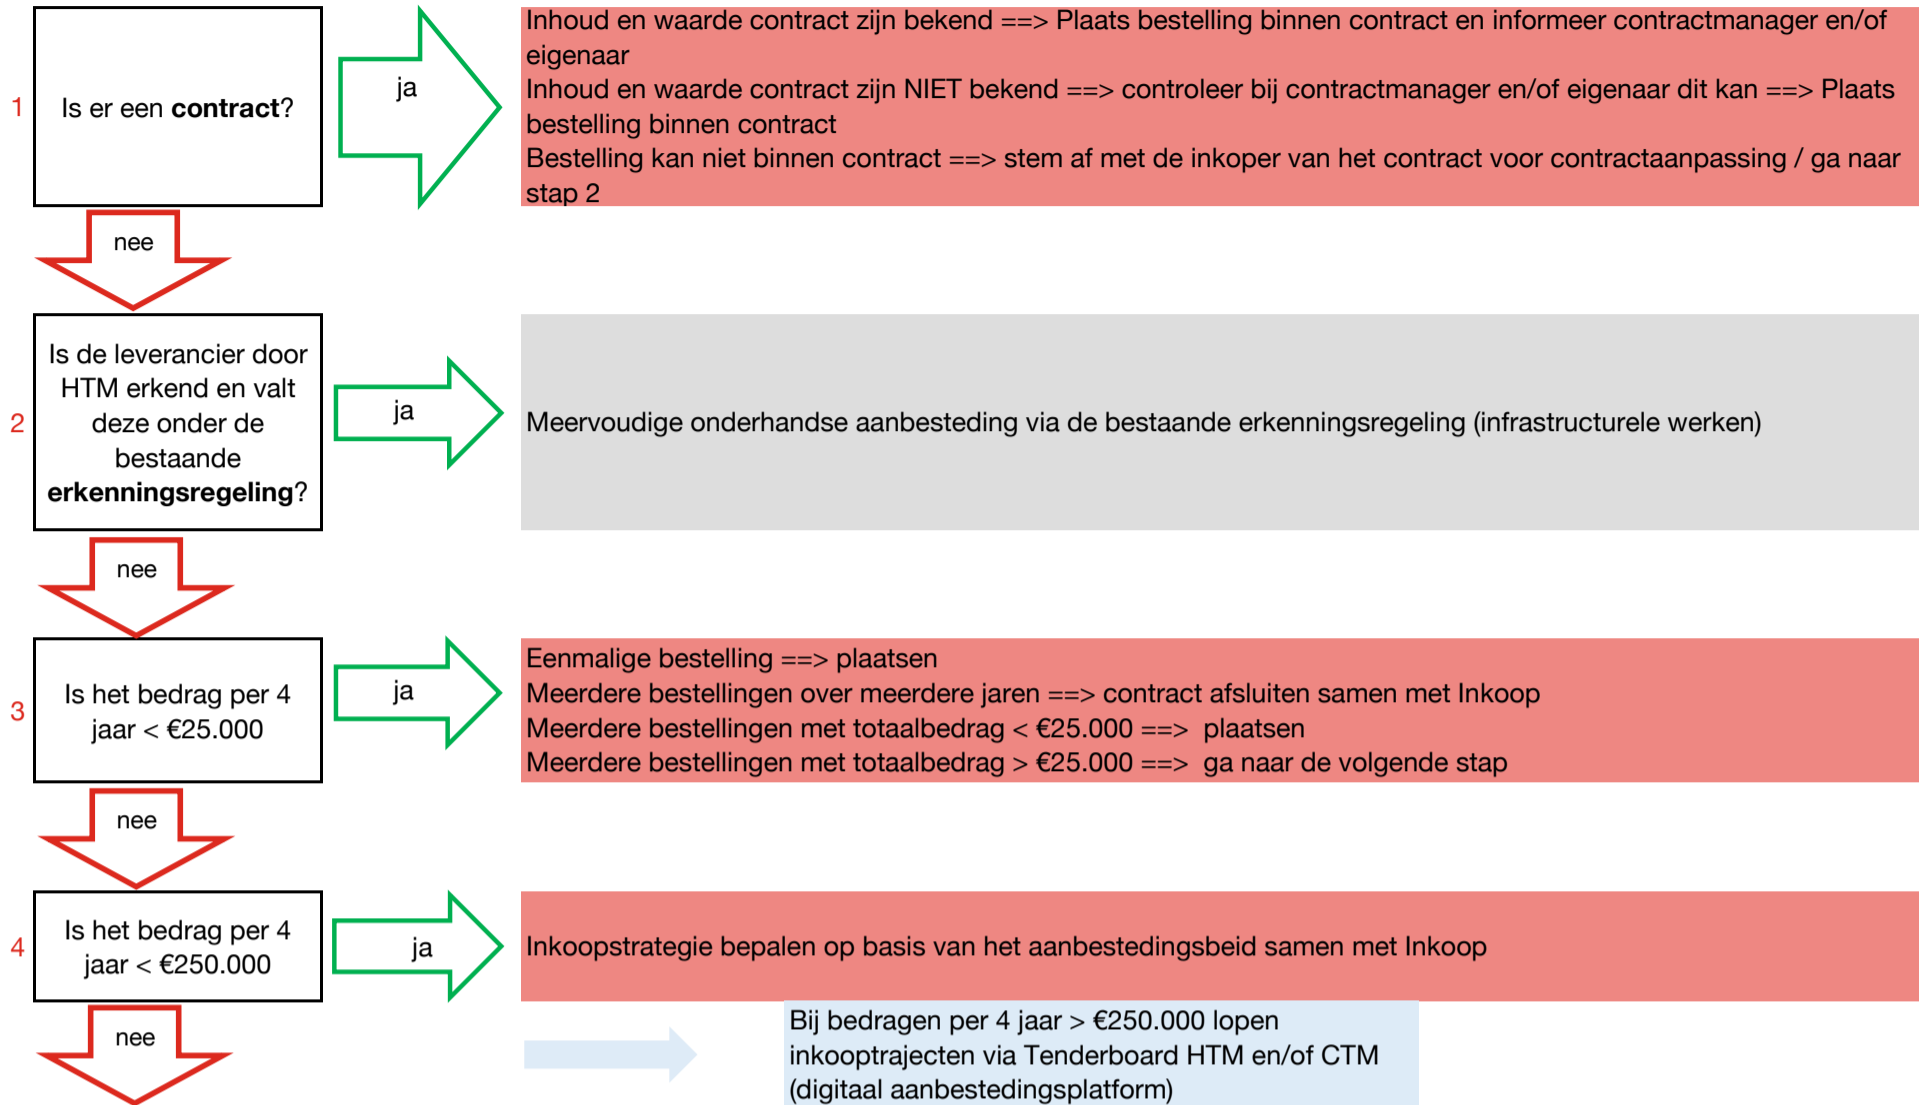 1
Is er een contract?
ja
Inhoud en waarde contract zijn bekend ==> Plaats bestelling binnen contract en informeer contractmanager en/of
eigenaar
Inhoud en waarde contract zijn NIET bekend ==> controleer bij contractmanager en/of eigenaar dit kan ==> Plaats
bestelling binnen contract
Bestelling kan niet binnen contract ==> stem af met de inkoper van het contract voor contractaanpassing / ga naar
stap 2
nee
2
Is de leverancier door
HTM erkend en valt
deze onder de
bestaande
erkenningsregeling?
ja
Meervoudige onderhandse aanbesteding via de bestaande erkenningsregeling (infrastructurele werken)
nee
3
Is het bedrag per 4
jaar < €25.000
ja
Eenmalige bestelling ==> plaatsen
Meerdere bestellingen over meerdere jaren ==> contract afsluiten samen met Inkoop
Meerdere bestellingen met totaalbedrag < €25.000 ==> plaatsen
Meerdere bestellingen met totaalbedrag > €25.000 ==> ga naar de volgende stap
nee
4
Is het bedrag per 4
jaar < €250.000
ja
Inkoopstrategie bepalen op basis van het aanbestedingsbeid samen met Inkoop
nee
Bij bedragen per 4 jaar > €250.000 lopen
inkooptrajecten via Tenderboard HTM en/of CTM
(digitaal aanbestedingsplatform)